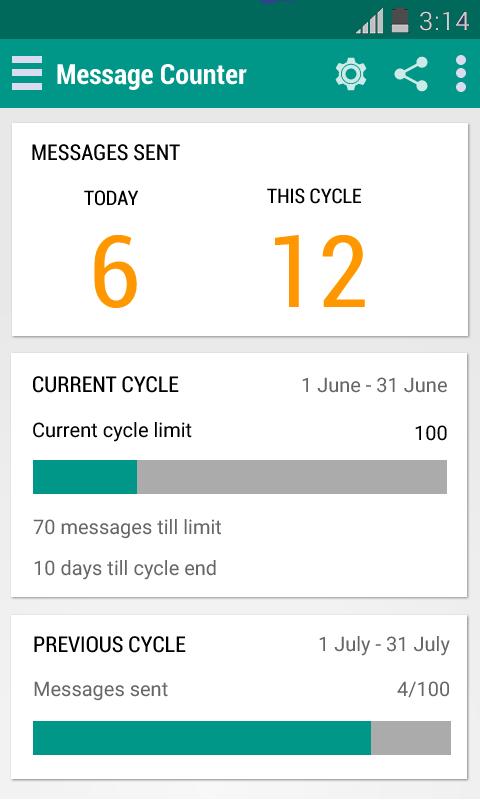 3:14
Message Counter
MESSAGES SENT
TODAY THIS CYCLE
6 12
CURRENT CYCLE 1 June - 31 June
Current cycle limit 100
70 messages till limit
10 days till cycle end
PREVIOUS CYCLE 1 July - 31 July
Messages sent 4/100